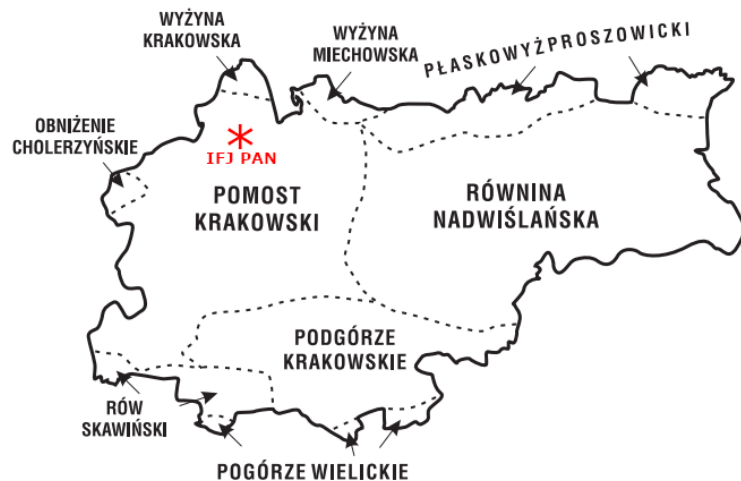 WYŻYNA
KRAKOWSKA
WYŻYNA
MIECHOWSKA
PŁASKOWYŻ PROSZOWICKI
OBNIŻENIE
CHOLERZYŃSKIE
IFJ PAN
POMOST
KRAKOWSKI
RÓWNINA
NADWIŚLAŃSKA
PODGÓRZE
KRAKOWSKIE
RÓW
SKAWIŃSKI
POGÓRZE WIELICKIE